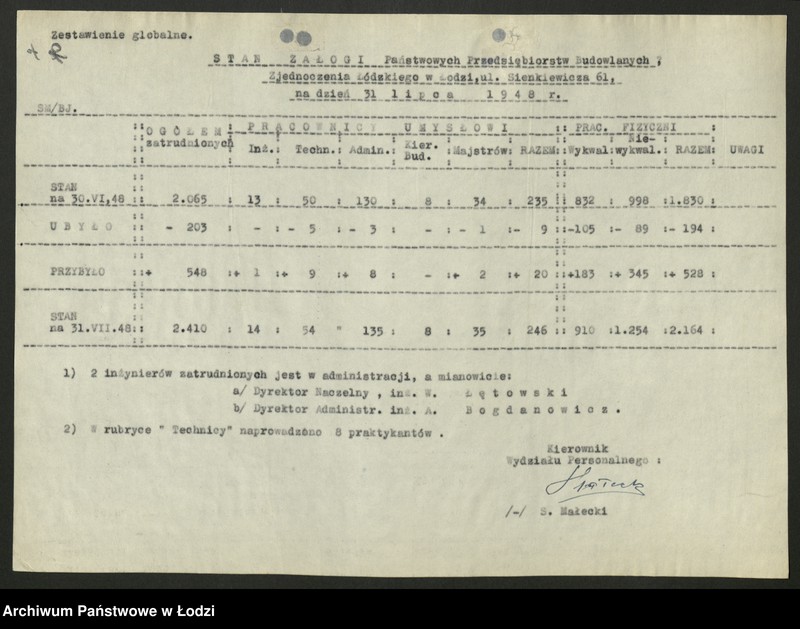 Zestawienie globalne.
STAN ZAŁOGI Państwowych Przedsiębiorstw Budowlanych,
Zjednoczenia Łódzkiego w Łodzi, ul. Sienkiewicza 61,
na dzień 31 lipca 1948 r.
SM/BJ.
OGÓŁEM : PRACOWNICY UMYSŁOWI :: PRAC. FIZYCZNI :
zatrudnionych Inż.: Techn.: Admin.: Kier. Bud. :Majstrów: RAZEM:: Wykwal: Nie-wykwal.: RAZEM : UWAGI
STAN
na 30.VI,48 :: 2.065 : 13 : 50 : 130 : 8 : 34 : 235 :: 832 : 998 :1.830 :
UBYŁO :: - 203 : - :- 5 :- 3 : - :- 1 :- 9 ::-105 :- 89 :- 194 :
PRZYBYŁO ::+ 548 :+ 1 :+ 9 :+ 8 : - :+ 2 :+ 20 ::+183 :+ 345 :+ 528 :
STAN
na 31.VII.48:: 2.410 : 14 : 54 " 135 : 8 : 35 : 246 :: 910 :1.254 :2.164 :
1) 2 inżynierów zatrudnionych jest w administracji, a mianowicie:
a/ Dyrektor Naczelny , inż. W. Łętowski
b/ Dyrektor Administr. inż. A. Bogdanowicz.
2) W rubryce " Technicy" naprowadzono 8 praktykantów .
Kierownik
Wydziału Personalnego :
/-/ S. Małecki
Archiwum Państwowe w Łodzi